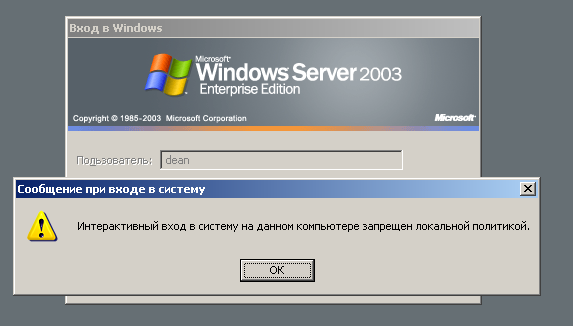 Вход в Windows
Microsoft®
Windows Server 2003
Enterprise Edition
Copyright © 1985-2003 Microsoft Corporation
Microsoft
Пользователь:
dean
Сообщение при входе в систему
Интерактивный вход в систему на данном компьютере запрещен локальной политикой.
OK